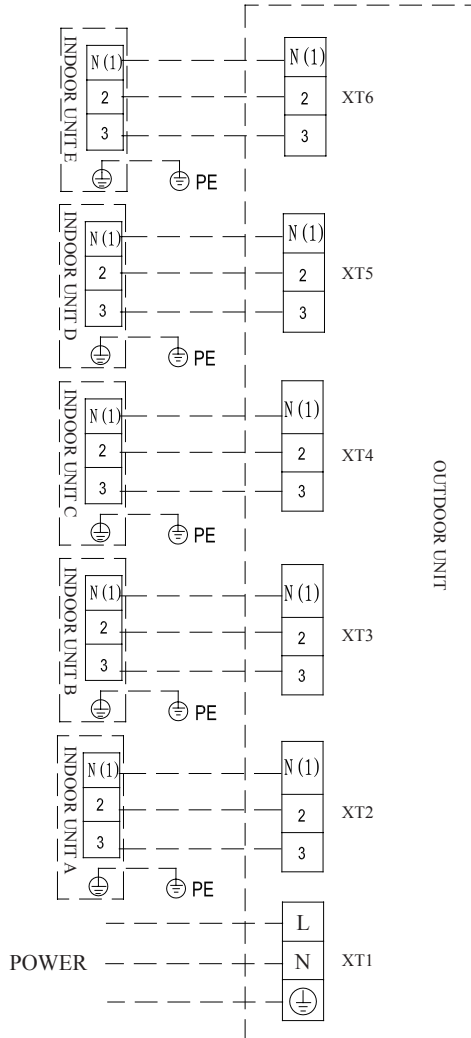 INDOOR UNIT E
N(1)
2
3
PE
N(1)
2
3
XT6
INDOOR UNIT D
N(1)
2
3
PE
N(1)
2
3
XT5
INDOOR UNIT C
N(1)
2
3
PE
N(1)
2
3
XT4
INDOOR UNIT B
N(1)
2
3
PE
N(1)
2
3
XT3
INDOOR UNIT A
N(1)
2
3
PE
N(1)
2
3
XT2
POWER
L
N
XT1
OUTDOOR UNIT